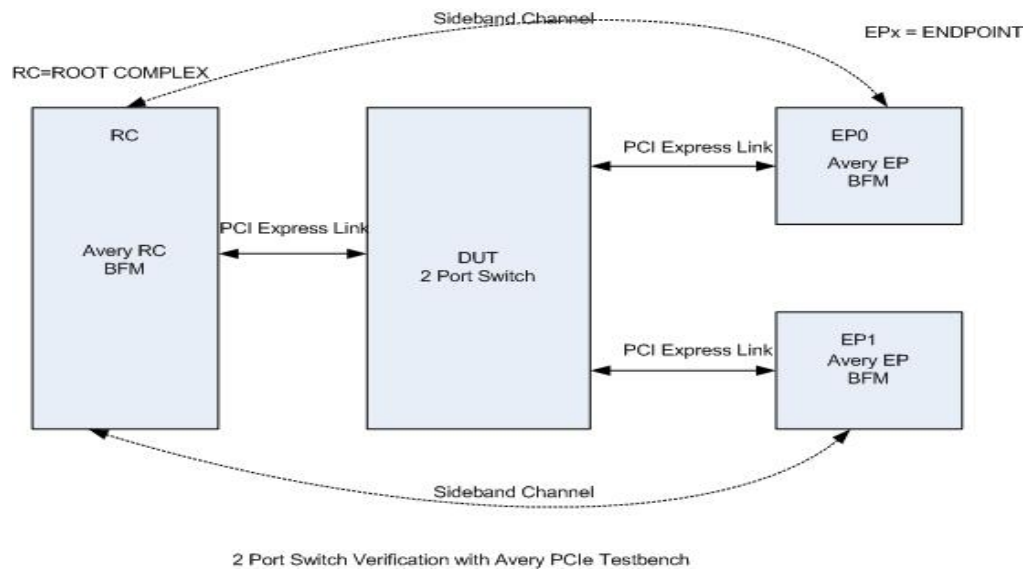 Sideband Channel
EPx = ENDPOINT
RC=ROOT COMPLEX
RC
Avery RC
BFM
PCI Express Link
DUT
2 Port Switch
PCI Express Link
EP0
Avery EP
BFM
PCI Express Link
EP1
Avery EP
BFM
Sideband Channel
2 Port Switch Verification with Avery PCIe Testbench